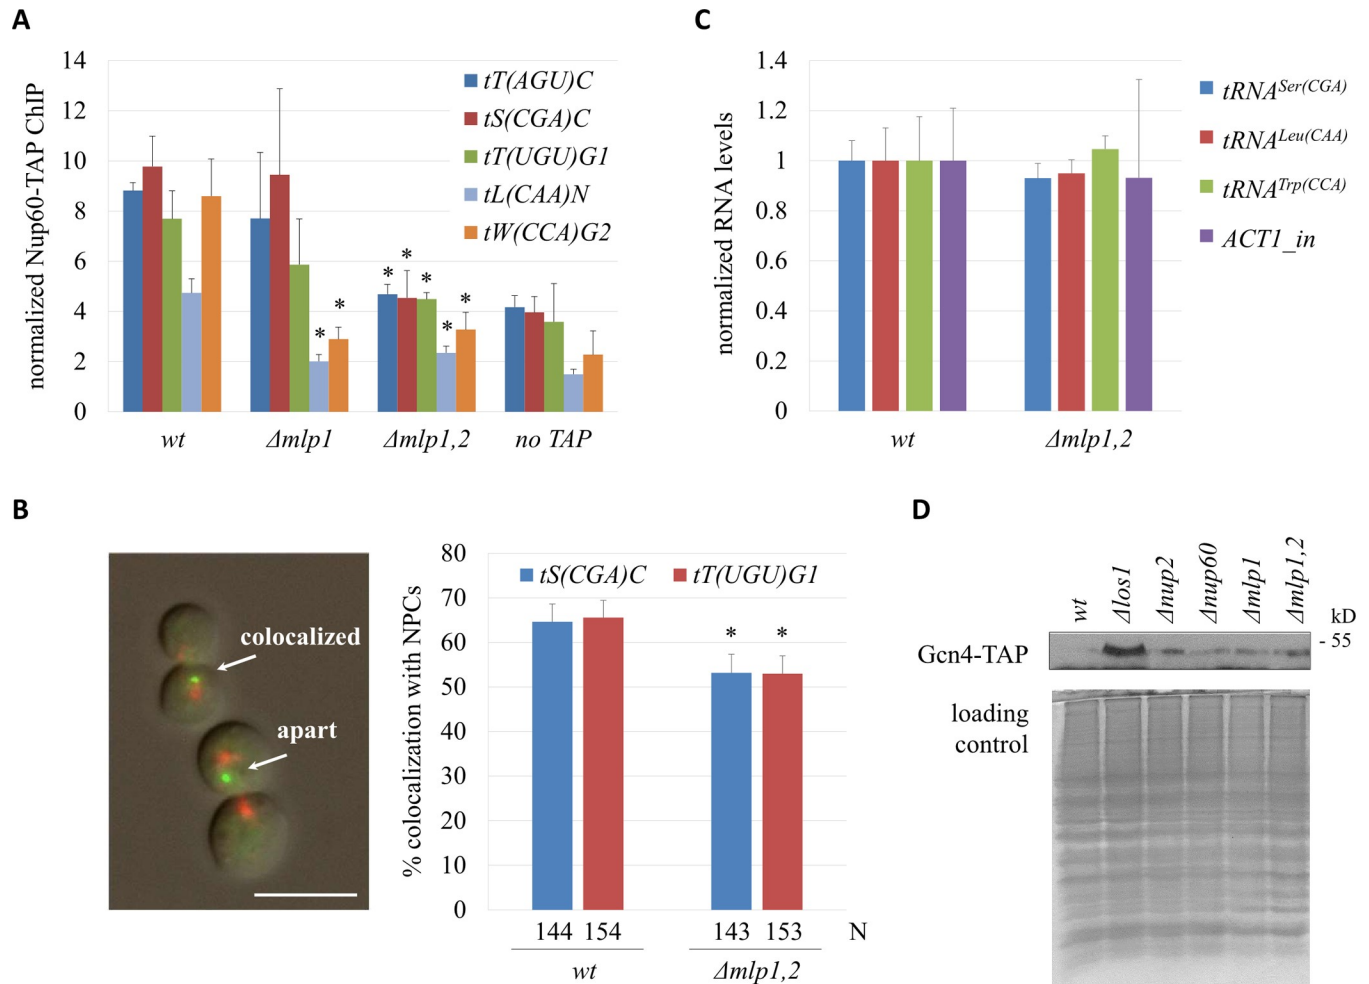 A
normalized Nup60-TAP ChIP
14
12
10
8
6
4
2
0
tT(AGU)C
tS(CGA)C
tT(UGU)G1
tL(CAA)N
tW(CCA)G2
* *
* * * * *
wt Δmlp1 Δmlp1,2 no TAP
C
normalized RNA levels
1.4
1.2
1
0.8
0.6
0.4
0.2
0
tRNASer(CGA)
tRNALeu(CAA)
tRNATrp(CCA)
ACT1_in
wt Δmlp1,2
B
colocalized
apart
% colocalization with NPCs
80
70
60
50
40
30
20
10
0
tS(CGA)C tT(UGU)G1
* *
144 154 143 153 N
wt Δmlp1,2
D
wt Δlos1 Δnup2 Δnup60 Δmlp1 Δmlp1,2 kD
Gcn4-TAP - 55
loading
control